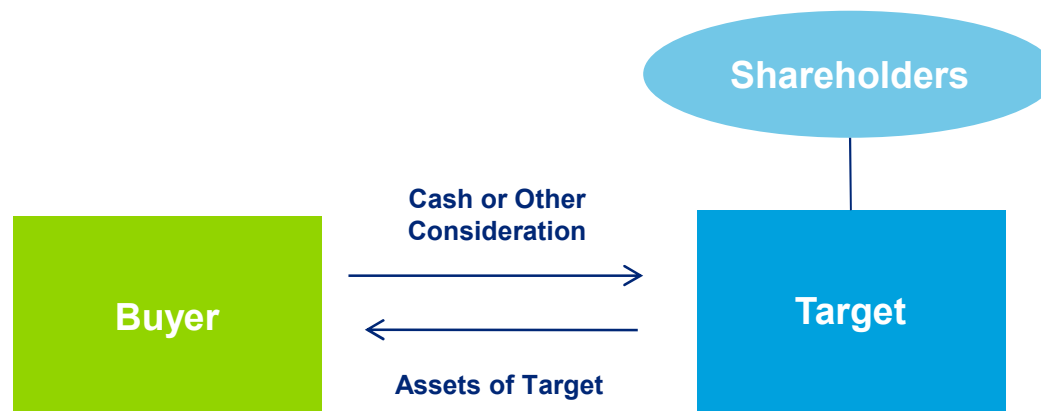 Shareholders
Cash or Other
Consideration
Buyer
Target
Assets of Target